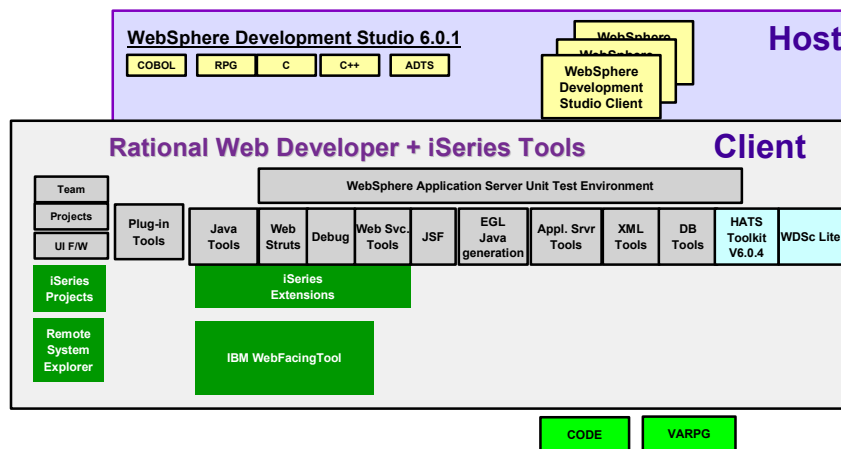 WebSphere Development Studio 6.0.1
Host
COBOL
RPG
C
C++
ADTS
WebSphere
WebSphere
WebSphere
Development
Studio Client
Rational Web Developer + iSeries Tools
Client
WebSphere Application Server Unit Test Environment
Team
Projects
UI F/W
Plug-in
Tools
Java
Tools
Web
Struts
Debug
Web Svc.
Tools
JSF
EGL
Java
generation
Appl. Srvr
Tools
XML
Tools
DB
Tools
HATS
Toolkit
V6.0.4
WDSc Lite
iSeries
Projects
iSeries
Extensions
Remote
System
Explorer
IBM WebFacingTool
CODE
VARPG